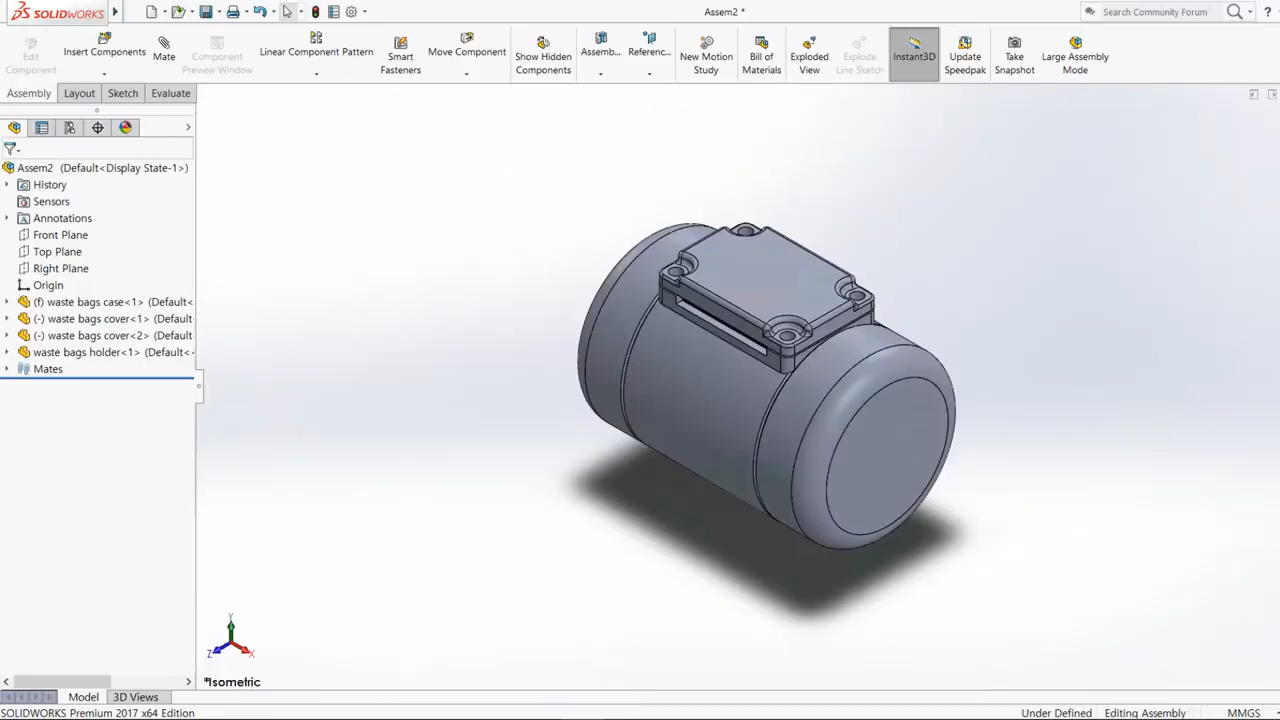 SOLIDWORKS
Assem2 *
Search Community Forum
?
Edit Component
Insert Components
Mate
Component Preview Window
Linear Component Pattern
Smart Fasteners
Move Component
Show Hidden Components
Assemb...
Referenc...
New Motion Study
Bill of Materials
Exploded View
Explode Line Sketch
Instant3D
Update Speedpak
Take Snapshot
Large Assembly Mode
Assembly
Layout
Sketch
Evaluate
Assem2 (Default<Display State-1>)
History
Sensors
Annotations
Front Plane
Top Plane
Right Plane
Origin
(f) waste bags case<1> (Default<
(-) waste bags cover<1> (Default
(-) waste bags cover<2> (Default
waste bags holder<1> (Default<
Mates
Y
Z
X
*Isometric
Model
3D Views
SOLIDWORKS Premium 2017 x64 Edition
Under Defined
Editing Assembly
MMGS